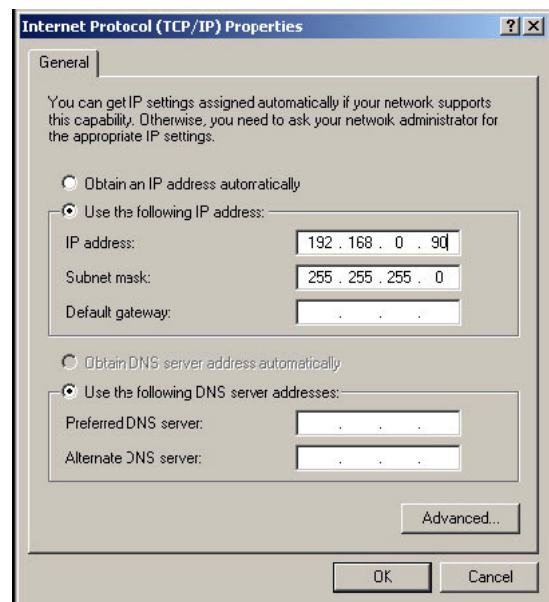 Internet Protocol (TCP/IP) Properties
General
You can get IP settings assigned automatically if your network supports
this capability. Otherwise, you need to ask your network administrator for
the appropriate IP settings.
Obtain an IP address automatically
Use the following IP address:
IP address: 192 . 168 . 0 . 90
Subnet mask: 255 . 255 . 255 . 0
Default gateway: . . .
Obtain DNS server address automatically
Use the following DNS server addresses:
Preferred DNS server: . . .
Alternate DNS server: . . .
Advanced...
OK Cancel